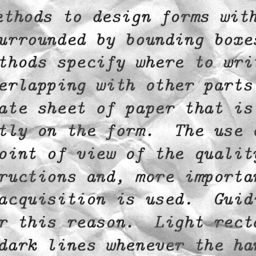 ethods to design forms with
urrounded by bounding boxes
thods specify where to writ
erlapping with other parts
ate sheet of paper that is
tly on the form. The use o
oint of view of the quality
ructions and, more importan
acquisition is used. Guid
r this reason. Light recta
dark lines whenever the han